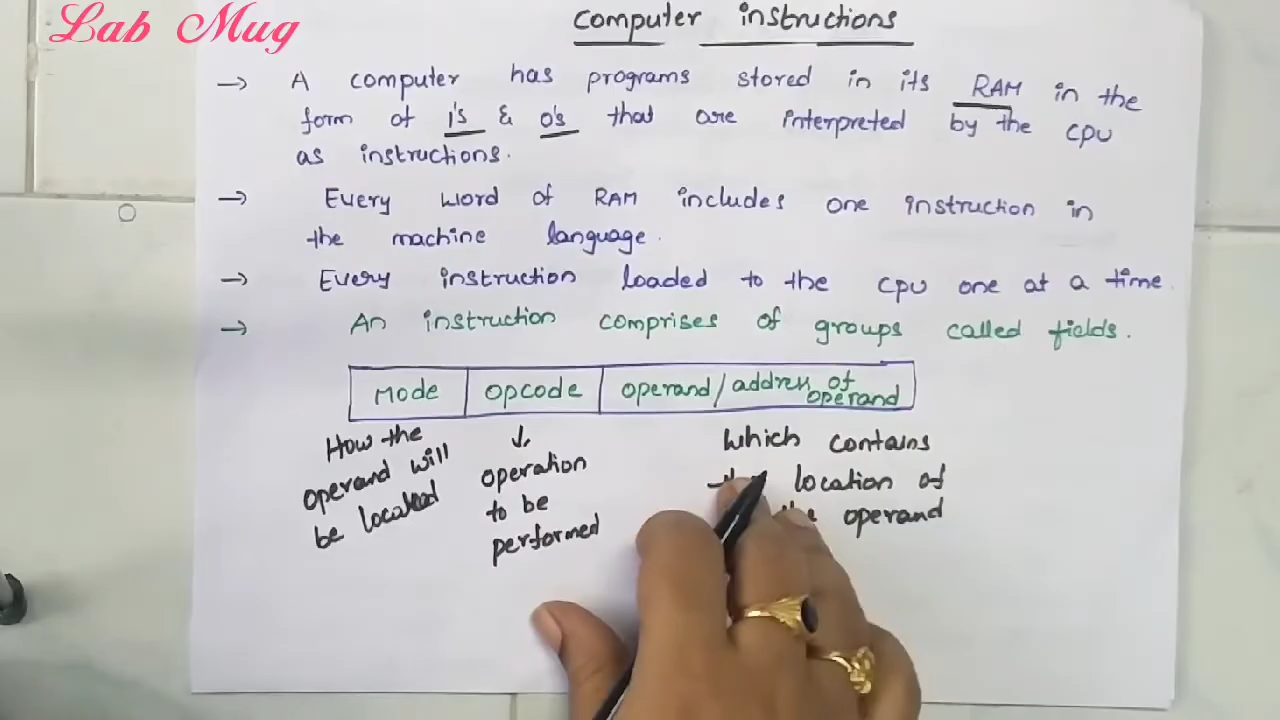 Lab Mug
Computer instructions
→ A computer has programs stored in its RAM in the
form of 1's & 0's that are interpreted by the CPU
as instructions.
→ Every word of RAM includes one instruction in
the machine language.
→ Every instruction loaded to the CPU one at a time.
→ An instruction comprises of groups called fields.
Mode opcode operand/address of operand
How the
operand will
be located
↓
operation
to be
performed
which contains
location of
the operand